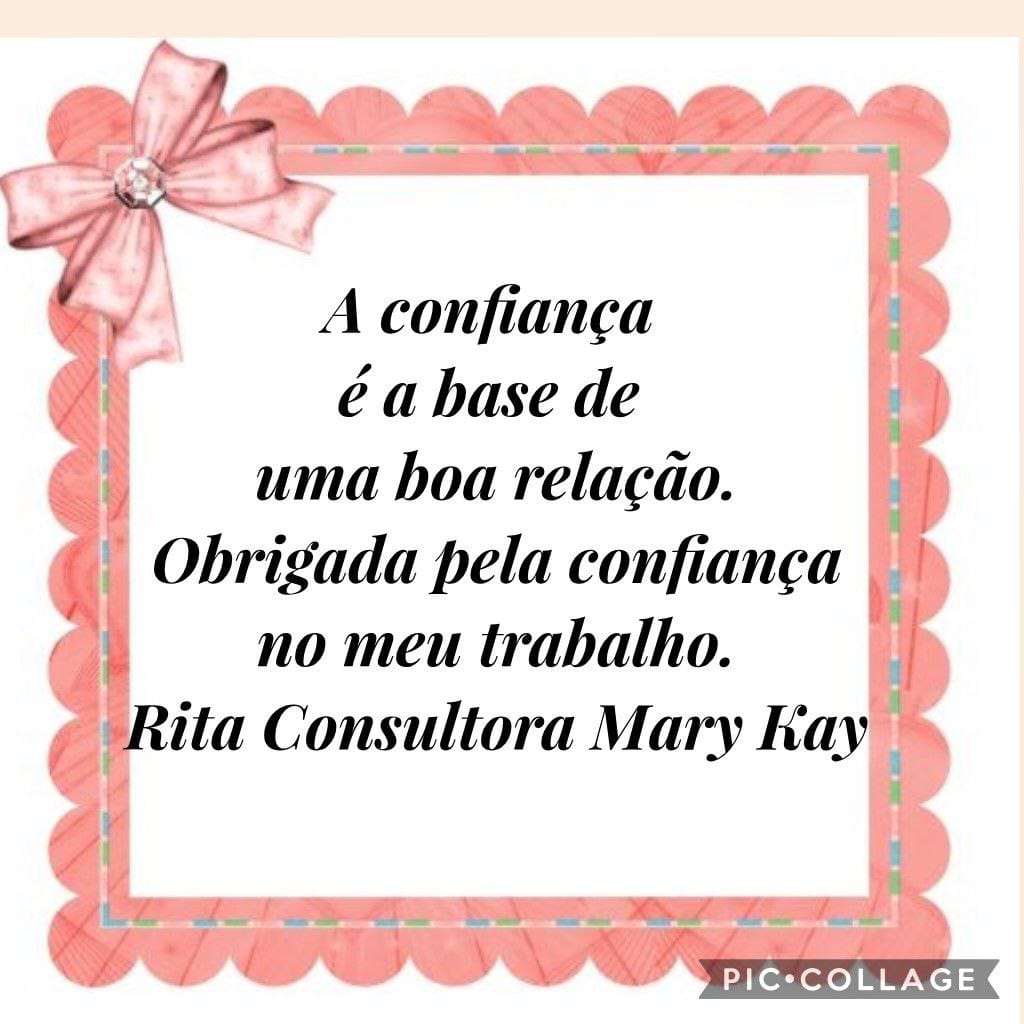 A confiança
é a base de
uma boa relação.
Obrigada pela confiança
no meu trabalho.
Rita Consultora Mary Kay
PIC•COLLAGE